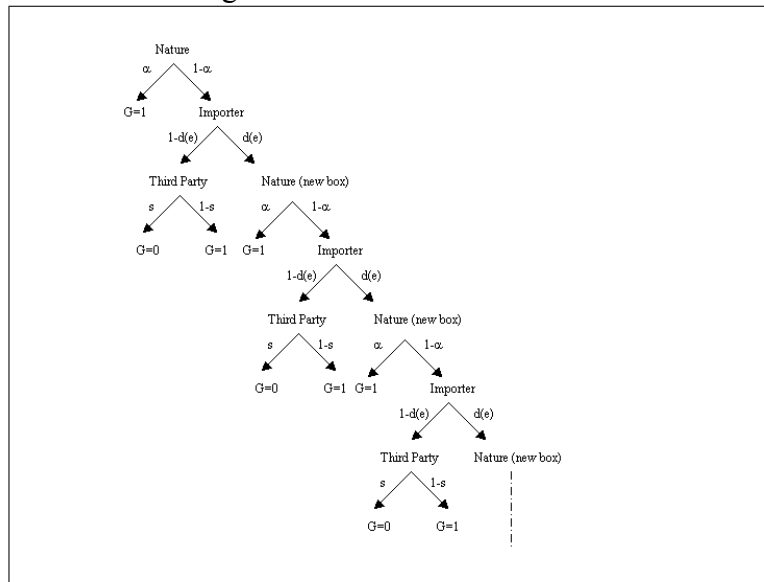 Nature
α 1-α
G=1 Importer
1-d(e) d(e)
Third Party Nature (new box)
s 1-s α 1-α
G=0 G=1 G=1 Importer
1-d(e) d(e)
Third Party Nature (new box)
s 1-s α 1-α
G=0 G=1 G=1 Importer
1-d(e) d(e)
Third Party Nature (new box)
s 1-s
G=0 G=1